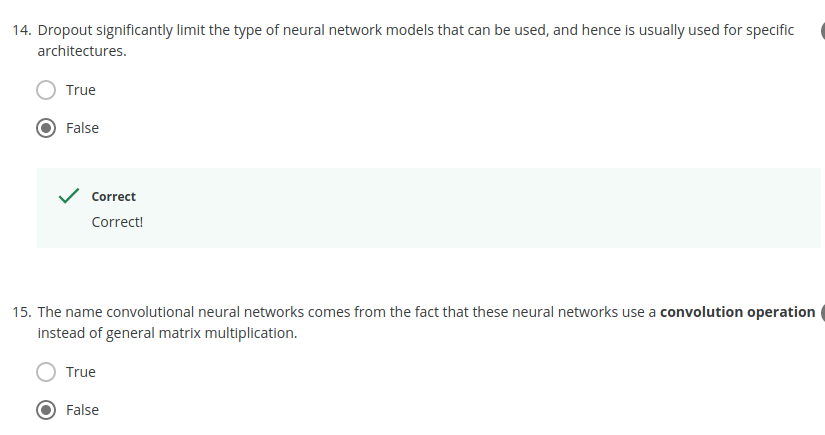 14. Dropout significantly limit the type of neural network models that can be used, and hence is usually used for specific
architectures.
True
False
Correct
Correct!
15. The name convolutional neural networks comes from the fact that these neural networks use a convolution operation
instead of general matrix multiplication.
True
False